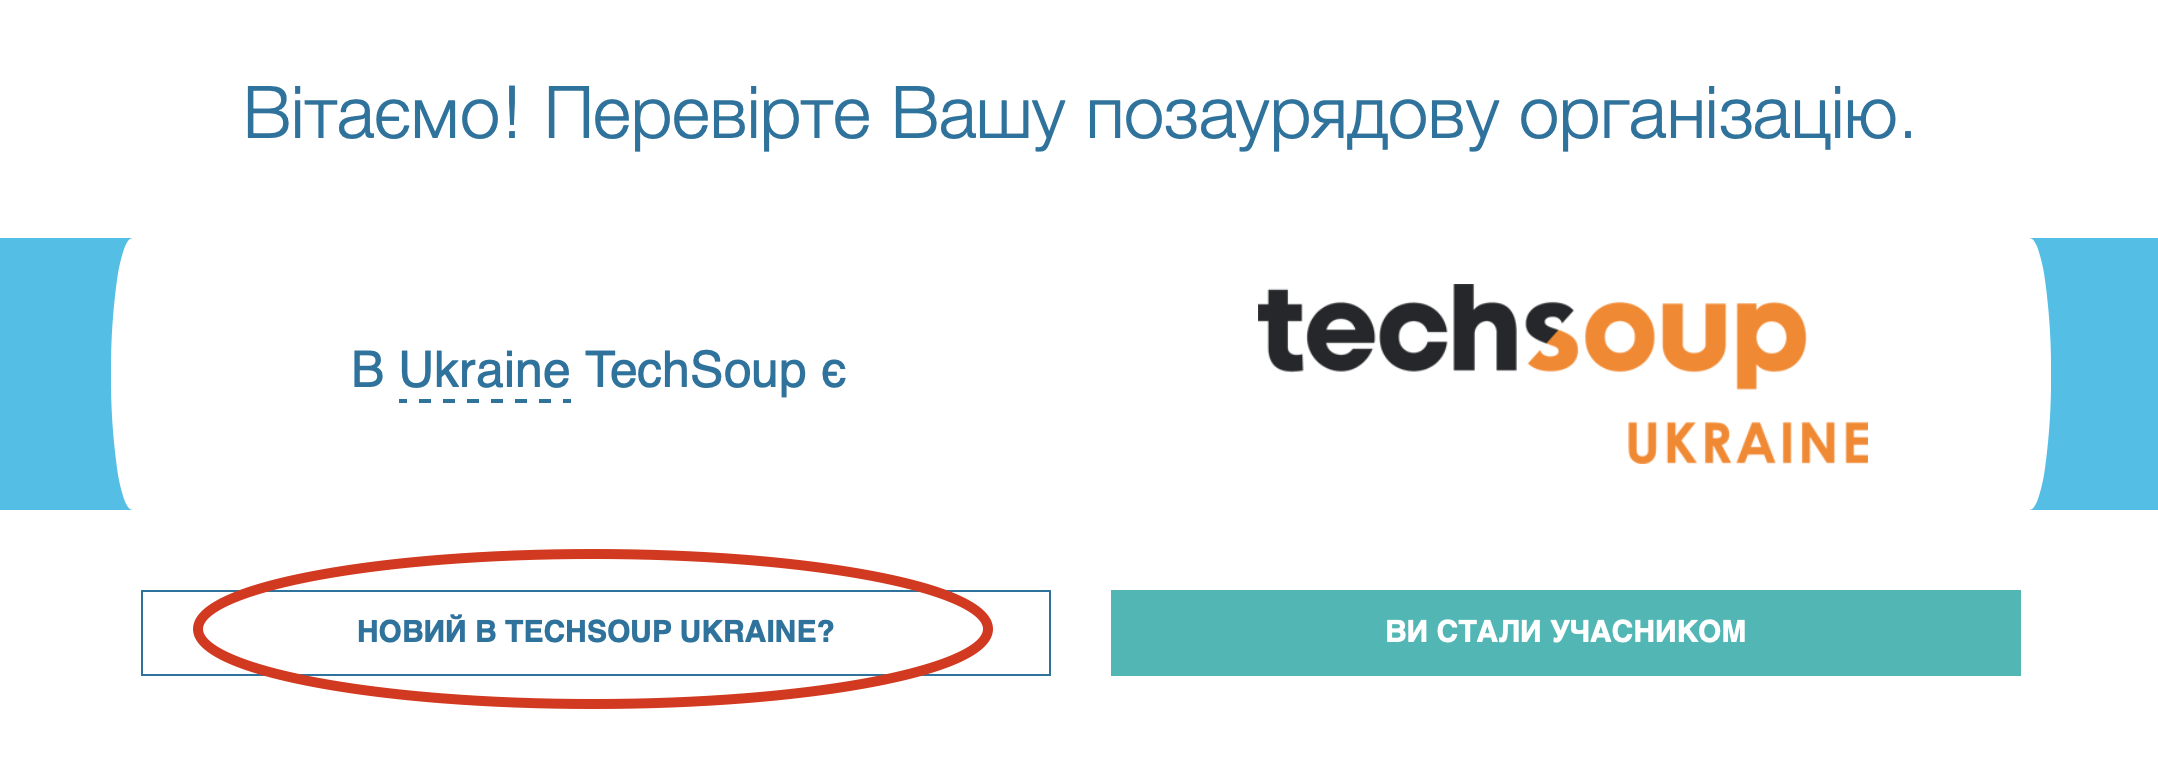 Вітаємо! Перевірте Вашу позаурядову організацію.
В Ukraine TechSoup є
techsoup
UKRAINE
НОВИЙ В TECHSOUP UKRAINE?
ВИ СТАЛИ УЧАСНИКОМ